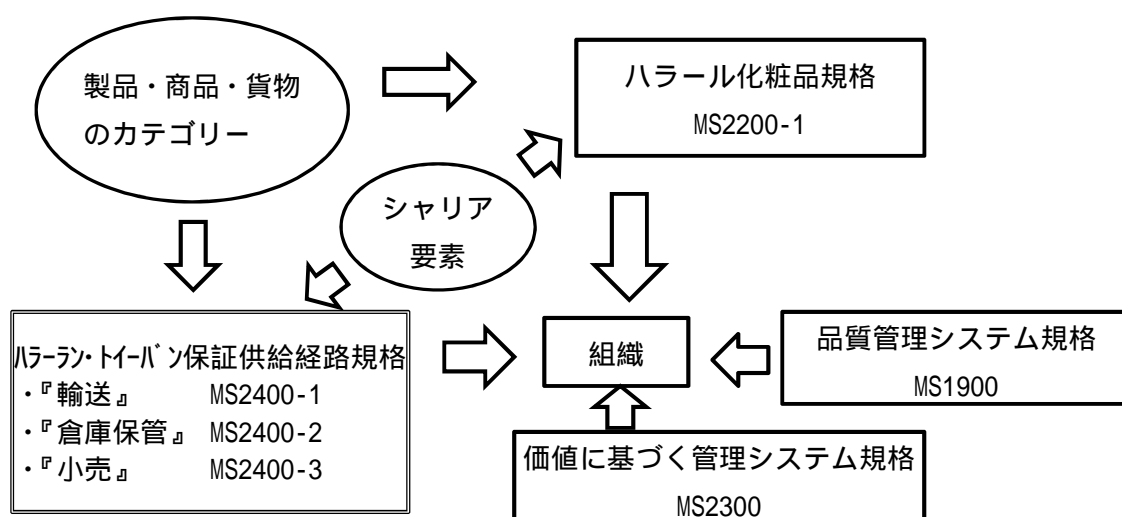 製品・商品・貨物
のカテゴリー
ハラール化粧品規格
MS2200-1
シャリア
要素
ハラーラン・トイーバン保証供給経路規格
・『輸送』 MS2400-1
・『倉庫保管』 MS2400-2
・『小売』 MS2400-3
組織
品質管理システム規格
MS1900
価値に基づく管理システム規格
MS2300